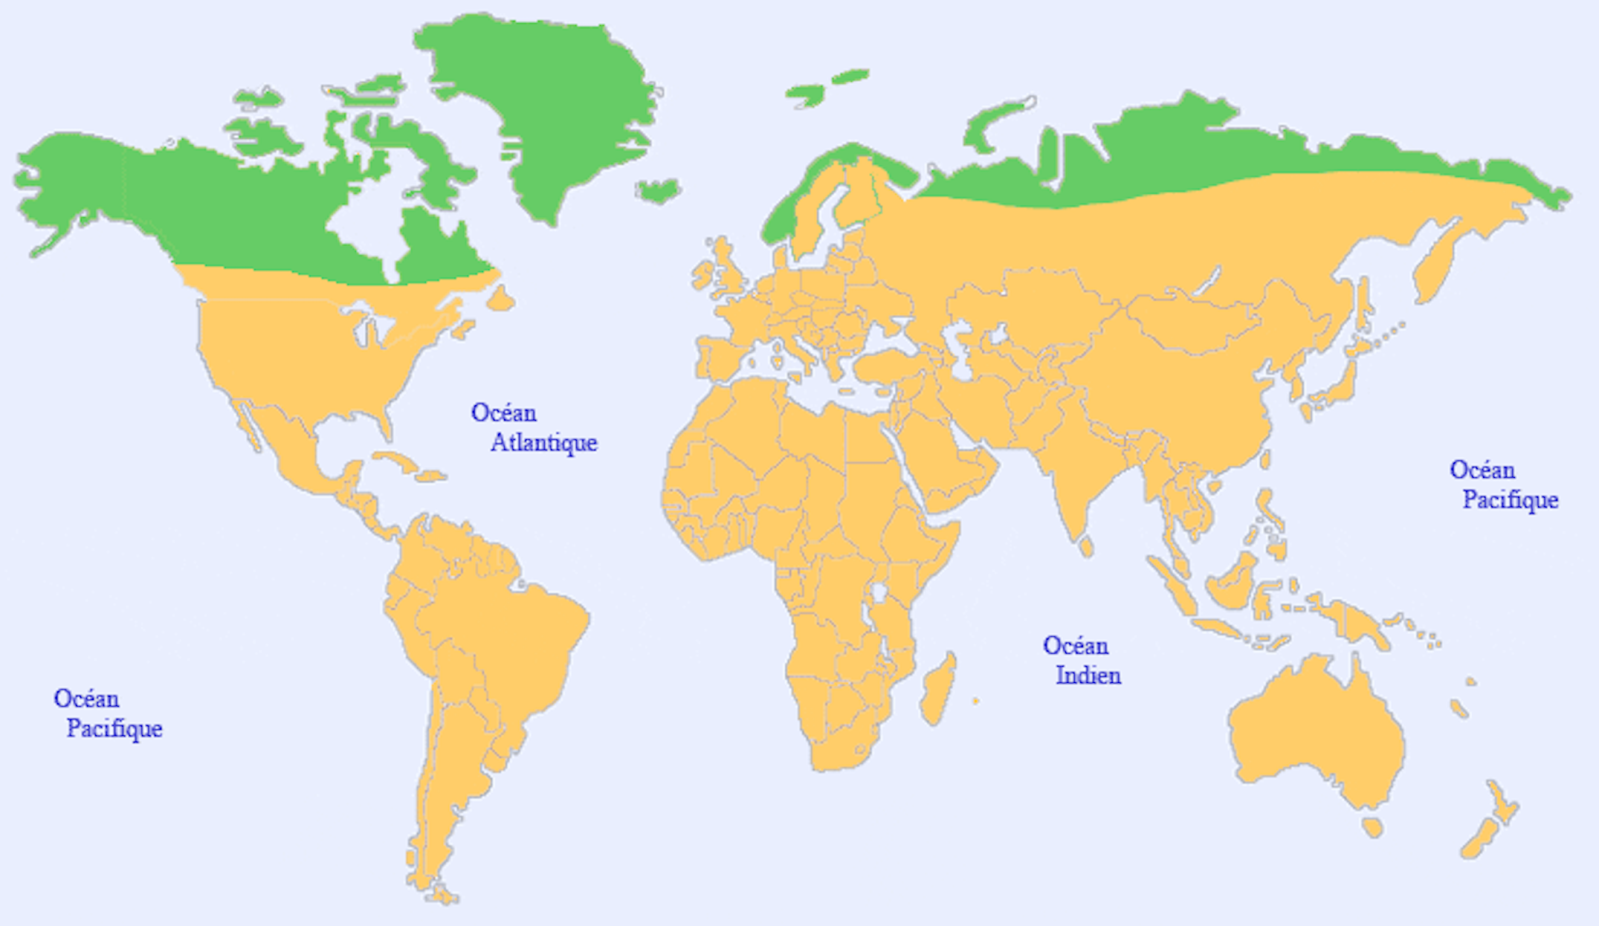 Océan
Atlantique
Océan
Pacifique
Océan
Indien
Océan
Pacifique